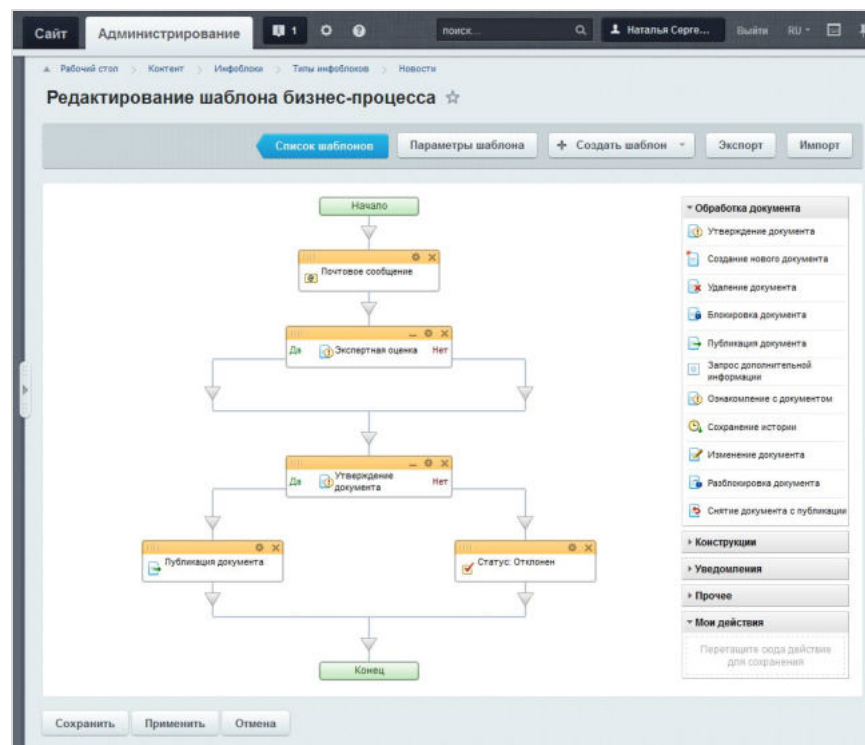 Сайт Администрирование 1 поиск... Наталья Серге... Выйти RU
Рабочий стол Контент Инфоблоки Типы инфоблоков Новости
Редактирование шаблона бизнес-процесса
Список шаблонов Параметры шаблона Создать шаблон Экспорт Импорт
Начало
Почтовое сообщение
Да Экспертная оценка Нет
Да Утверждение документа Нет
Публикация документа Статус: Отклонен
Конец
Обработка документа
Утверждение документа
Создание нового документа
Удаление документа
Блокировка документа
Публикация документа
Запрос дополнительной
информации
Ознакомление с документом
Сохранение истории
Изменение документа
Разблокировка документа
Снятие документа с публикации
Конструкции
Уведомления
Прочее
Мои действия
Перетащите сюда действие
для сохранения
Сохранить Применить Отмена